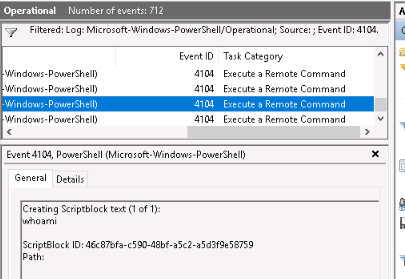 Operational Number of events: 712
Filtered: Log: Microsoft-Windows-PowerShell/Operational; Source: ; Event ID: 4104.
Event ID Task Category
-Windows-PowerShell) 4104 Execute a Remote Command
-Windows-PowerShell) 4104 Execute a Remote Command
-Windows-PowerShell) 4104 Execute a Remote Command
-Windows-PowerShell) 4104 Execute a Remote Command
Event 4104, PowerShell (Microsoft-Windows-PowerShell)
General Details
Creating Scriptblock text (1 of 1):
whoami
ScriptBlock ID: 46c87bfa-c590-48bf-a5c2-a5d3f9e58759
Path: